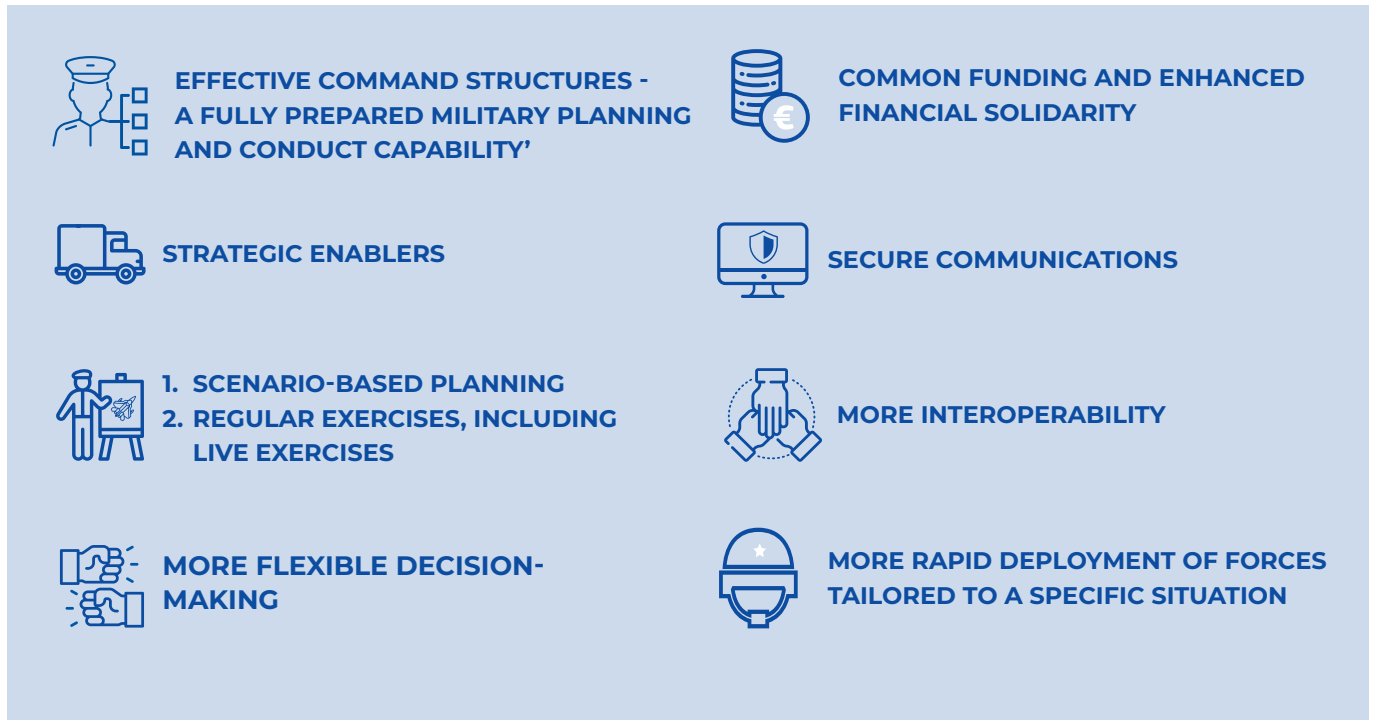 EFFECTIVE COMMAND STRUCTURES -
A FULLY PREPARED MILITARY PLANNING
AND CONDUCT CAPABILITY’
COMMON FUNDING AND ENHANCED
FINANCIAL SOLIDARITY
€
STRATEGIC ENABLERS
SECURE COMMUNICATIONS
1. SCENARIO-BASED PLANNING
2. REGULAR EXERCISES, INCLUDING
LIVE EXERCISES
MORE INTEROPERABILITY
MORE FLEXIBLE DECISION-
MAKING
MORE RAPID DEPLOYMENT OF FORCES
TAILORED TO A SPECIFIC SITUATION